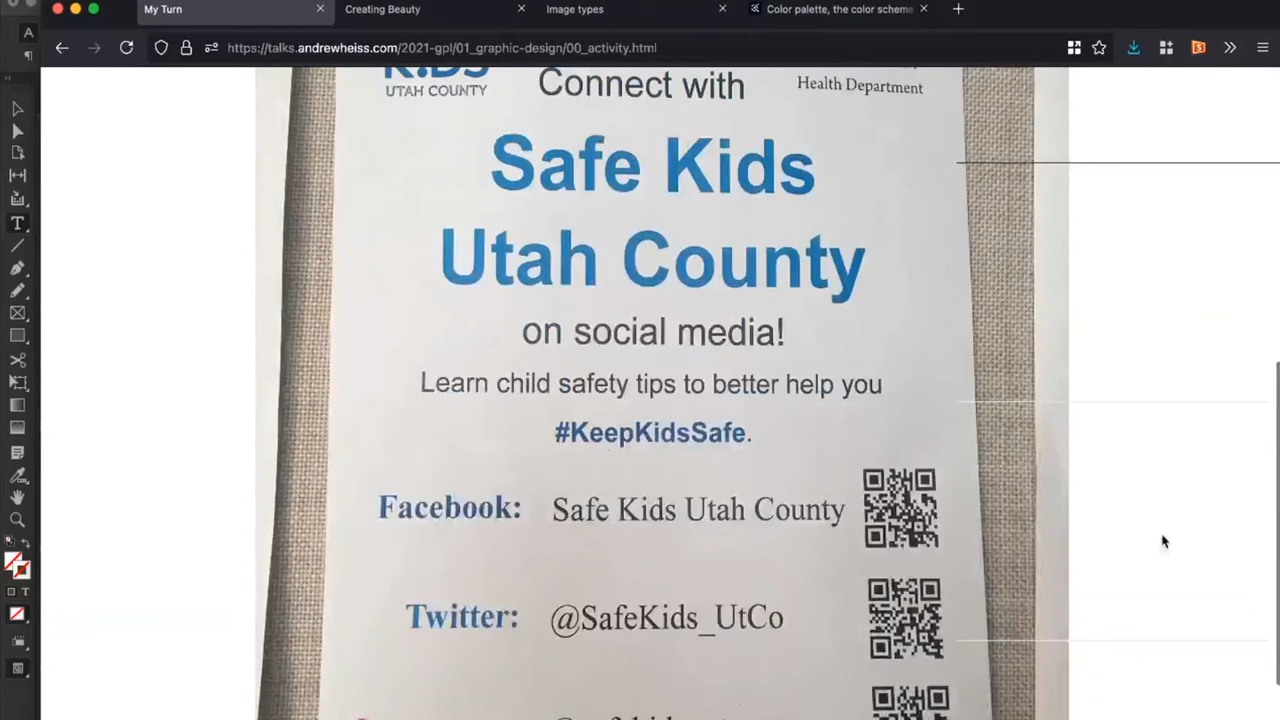 My Turn
Creating Beauty
Image types
Color palette, the color scheme
https://talks.andrewheiss.com/2021-gpl/01_graphic-design/00_activity.html
UTAH COUNTY
Connect with
Health Department
Safe Kids
Utah County
on social media!
Learn child safety tips to better help you
#KeepKidsSafe.
Facebook: Safe Kids Utah County
Twitter: @SafeKids_UtCo